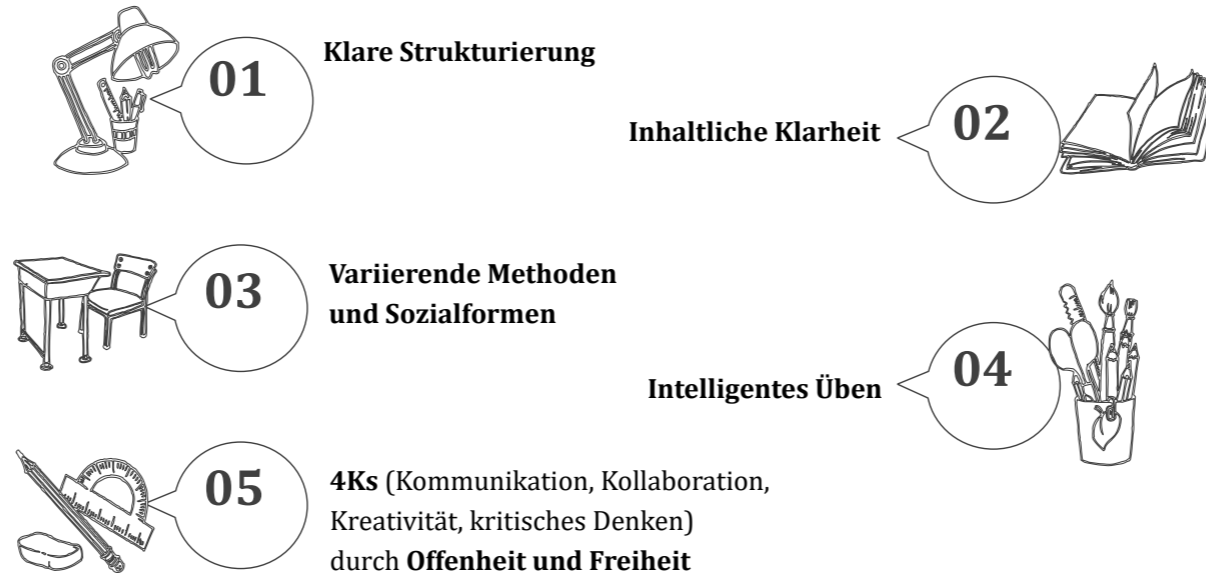 01
Klare Strukturierung
02
Inhaltliche Klarheit
03
Variierende Methoden
und Sozialformen
04
Intelligentes Üben
05
4Ks (Kommunikation, Kollaboration,
Kreativität, kritisches Denken)
durch Offenheit und Freiheit